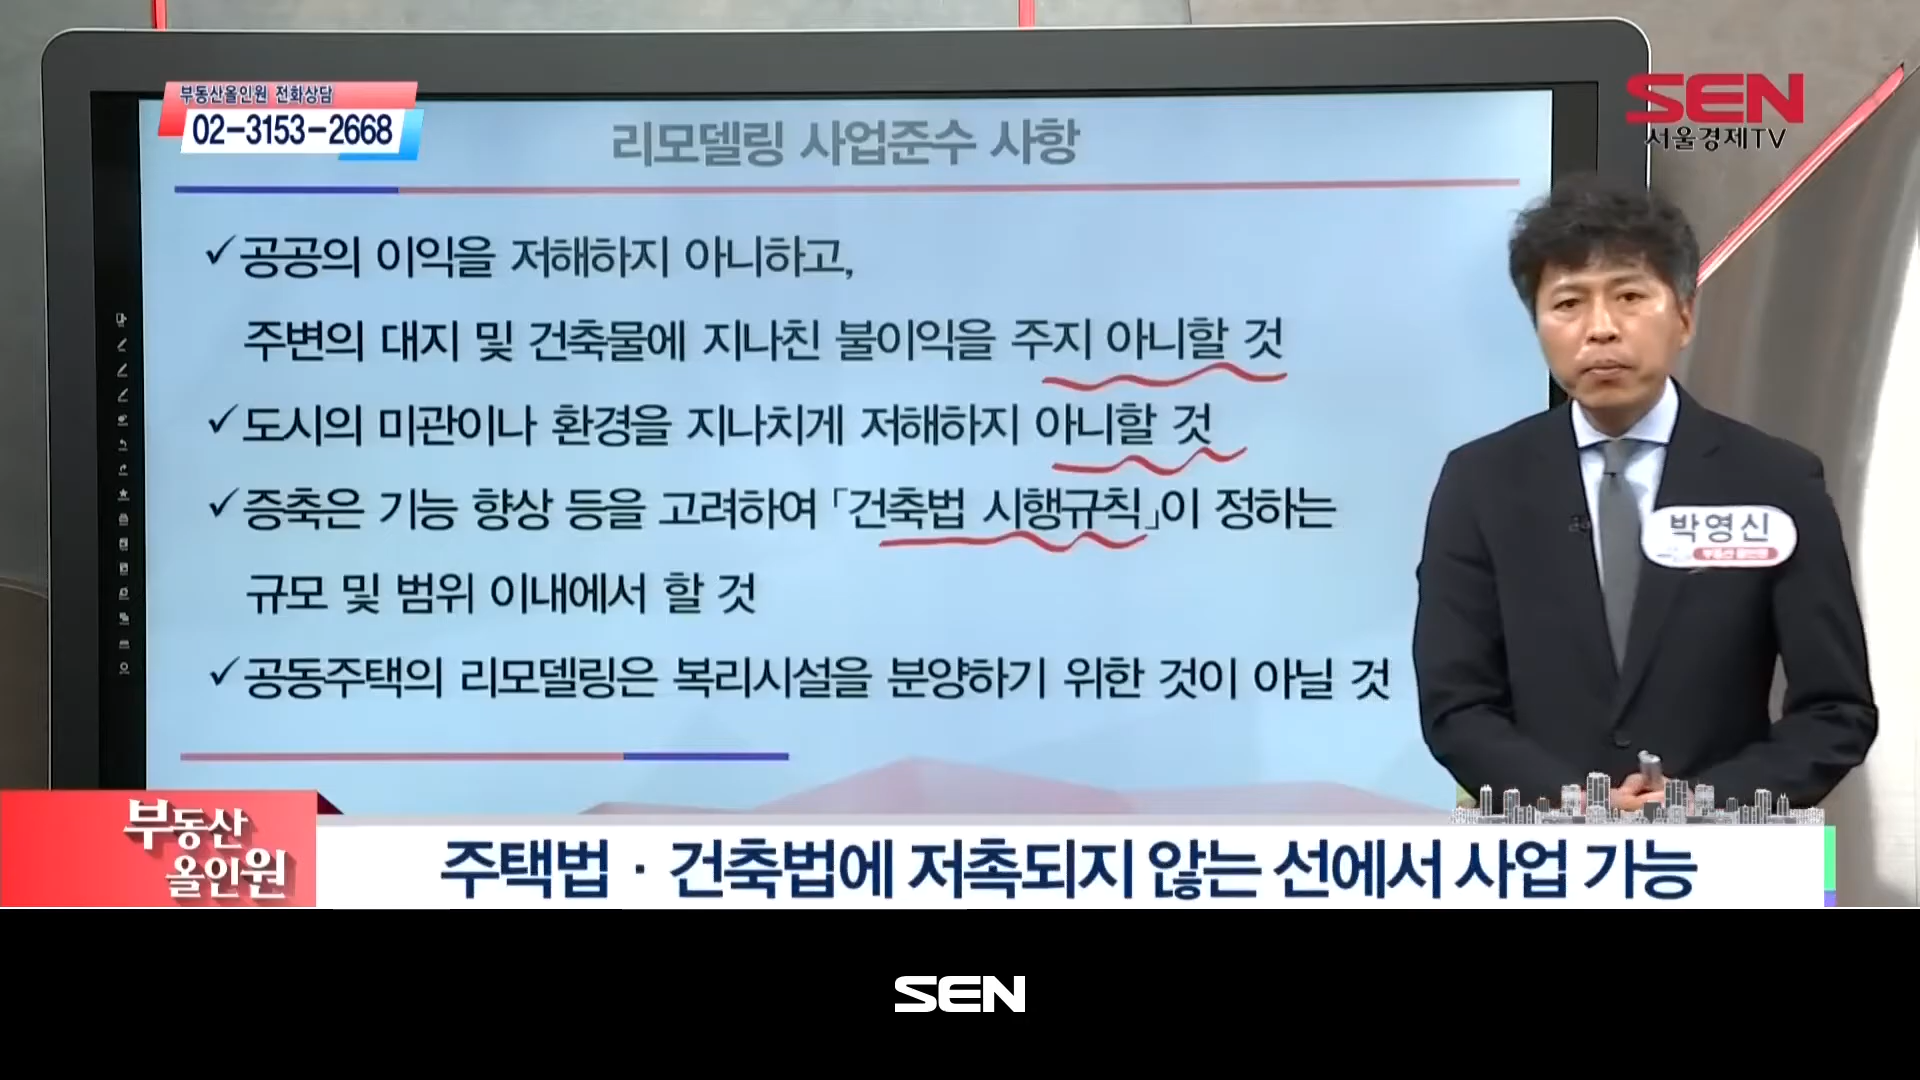 부동산올인원 전화상담
02-3153-2668
SEN
서울경제TV
리모델링 사업준수 사항
✓공공의 이익을 저해하지 아니하고,
주변의 대지 및 건축물에 지나친 불이익을 주지 아니할 것
✓도시의 미관이나 환경을 지나치게 저해하지 아니할 것
✓증축은 기능 향상 등을 고려하여 「건축법 시행규칙」이 정하는
규모 및 범위 이내에서 할 것
✓공동주택의 리모델링은 복리시설을 분양하기 위한 것이 아닐 것
박영신
부동산 올인원
부동산
올인원
주택법 · 건축법에 저촉되지 않는 선에서 사업 가능
SEN